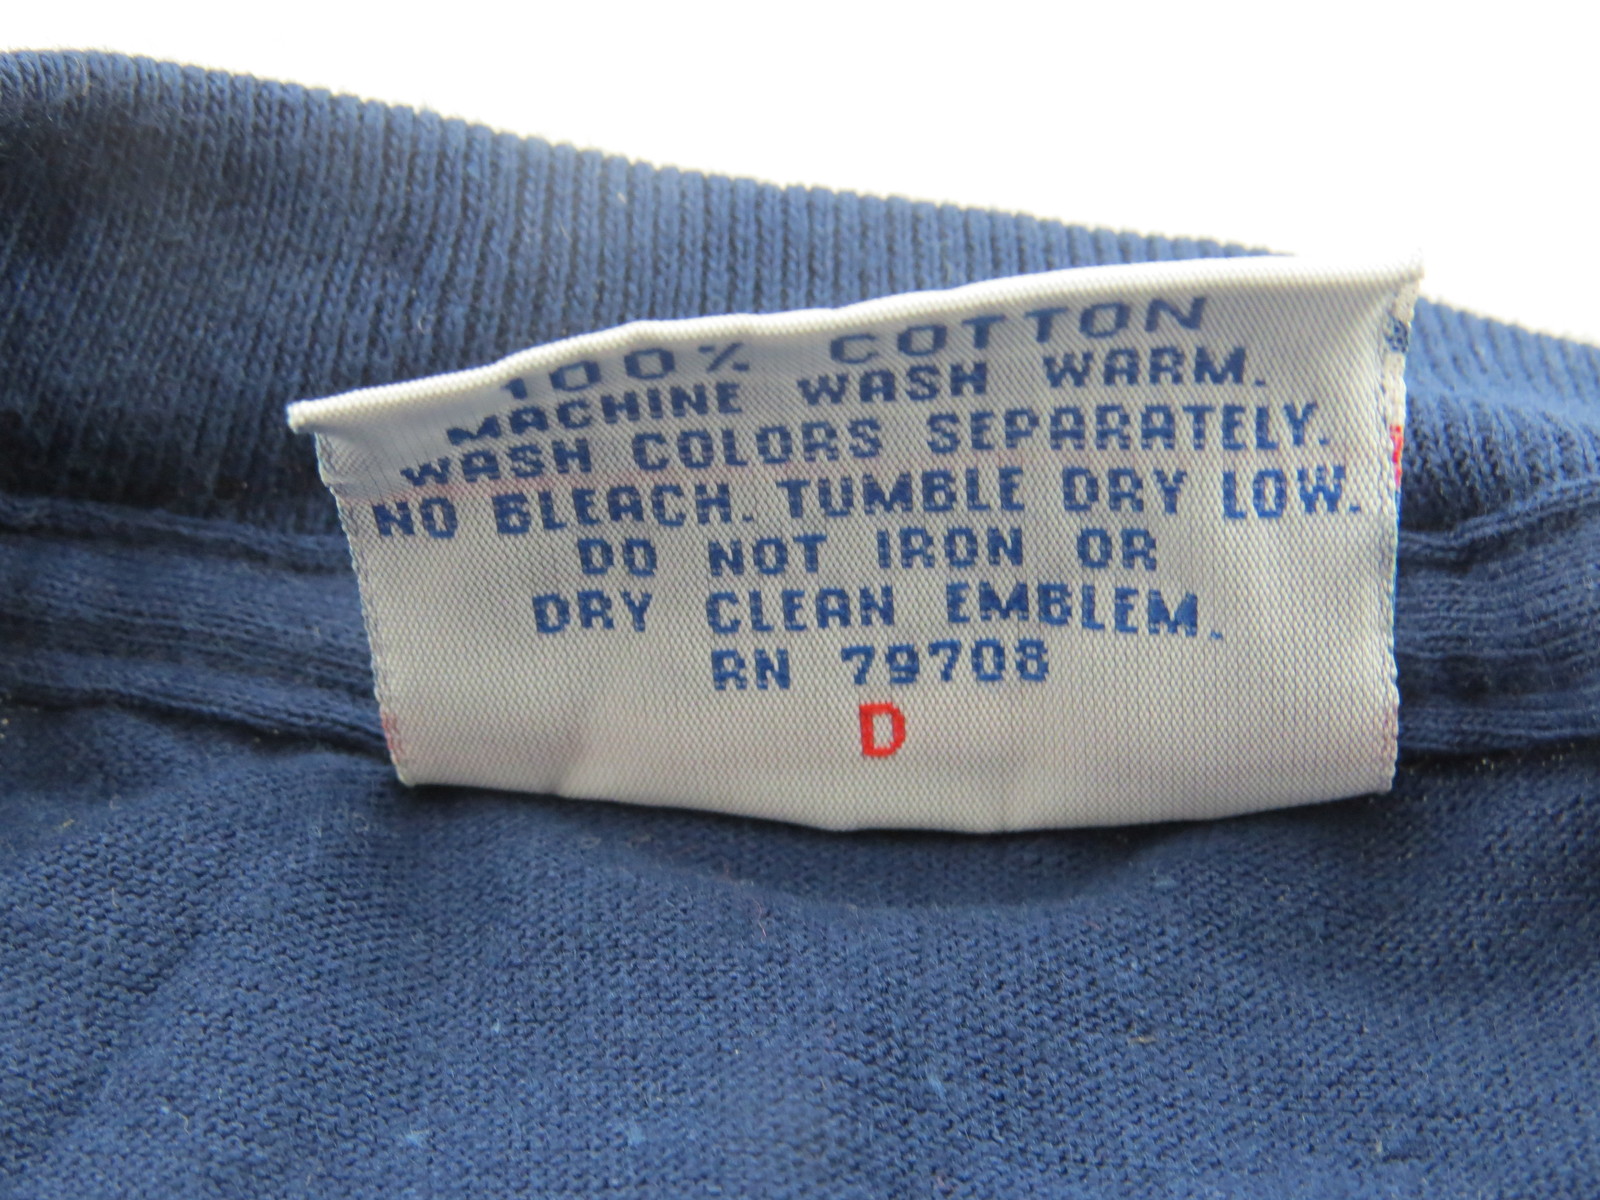 100% COTTON
MACHINE WASH WARM.
WASH COLORS SEPARATELY.
NO BLEACH. TUMBLE DRY LOW.
DO NOT IRON OR
DRY CLEAN EMBLEM.
RN 79708
D